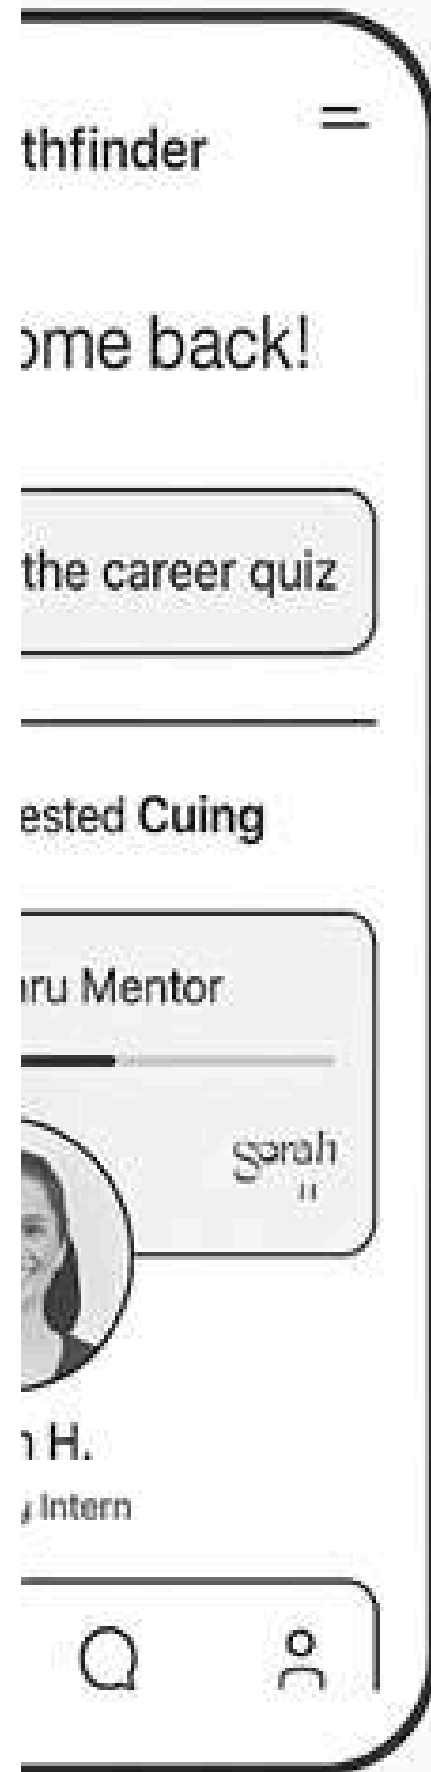 thfinder
ome back!
the career quiz
ested Cuing
ru Mentor
Sarah
H.
Intern